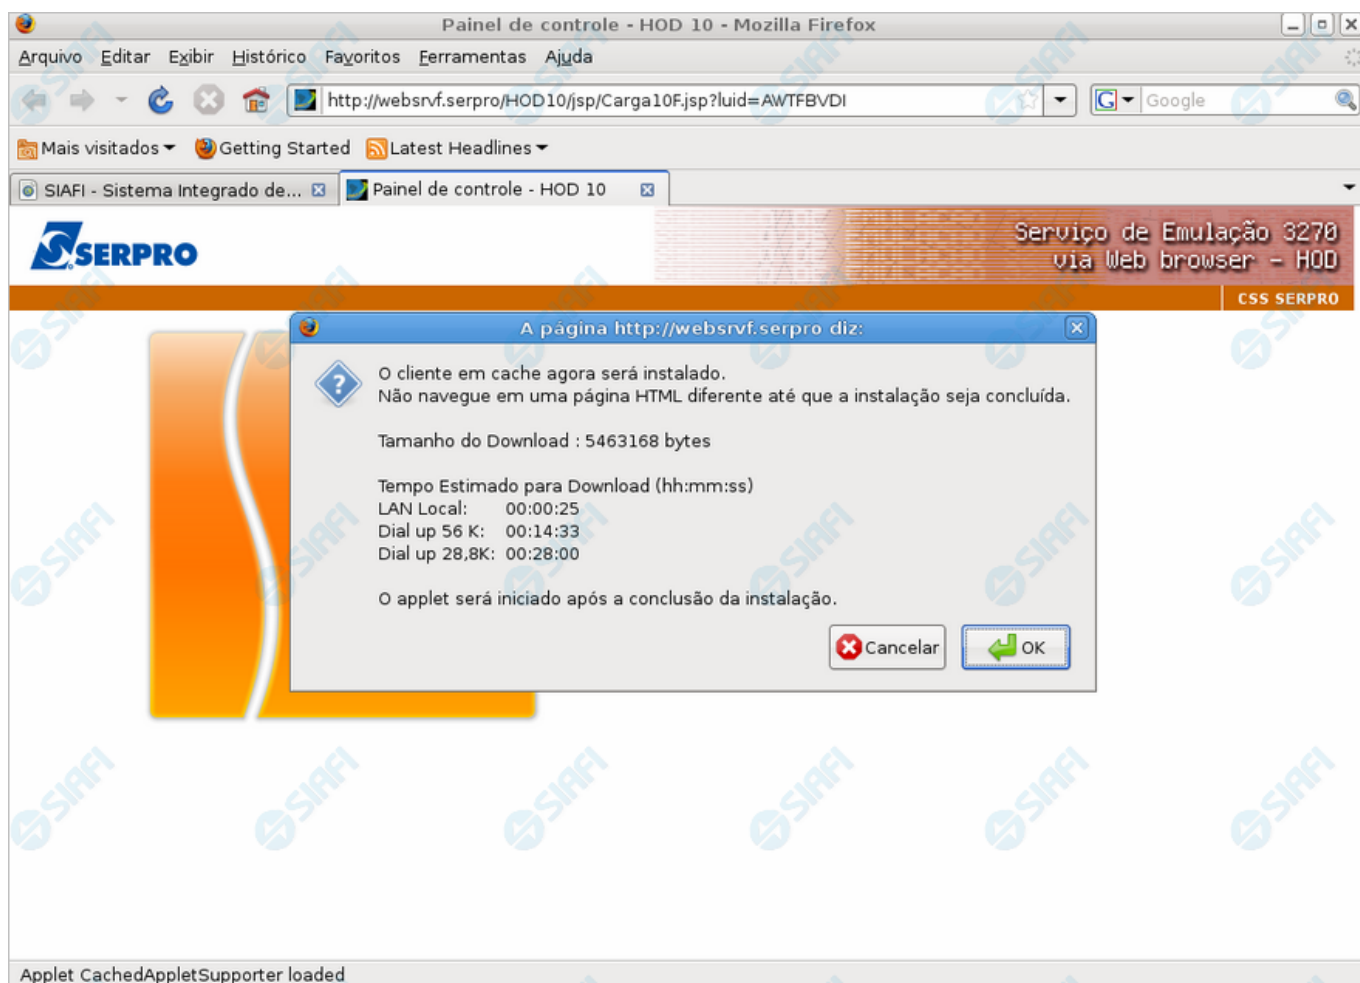 Painel de controle - HOD 10 - Mozilla Firefox
Arquivo Editar Exibir Histórico Favoritos Ferramentas Ajuda
http://websrvf.serpro/HOD10/jsp/Carga10F.jsp?luid=AWTFBVDI
G Google
Mais visitados Getting Started Latest Headlines
SIAFI - Sistema Integrado de... Painel de controle - HOD 10
SERPRO
Serviço de Emulação 3270
via Web browser - HOD
CSS SERPRO
A página http://websrvf.serpro diz:
O cliente em cache agora será instalado.
Não navegue em uma página HTML diferente até que a instalação seja concluída.
Tamanho do Download : 5463168 bytes
Tempo Estimado para Download (hh:mm:ss)
LAN Local: 00:00:25
Dial up 56 K: 00:14:33
Dial up 28,8K: 00:28:00
O applet será iniciado após a conclusão da instalação.
Cancelar OK
Applet CachedAppletSupporter loaded
SIAFI